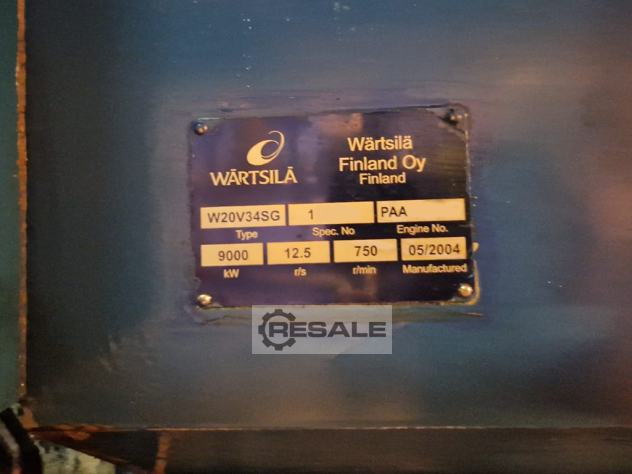 WÄRTSILÄ
Wärtsilä
Finland Oy
Finland
W20V34SG 1 PAA
Type Spec. No Engine No.
9000 12.5 750 05/2004
kW r/s r/min Manufactured
RESALE